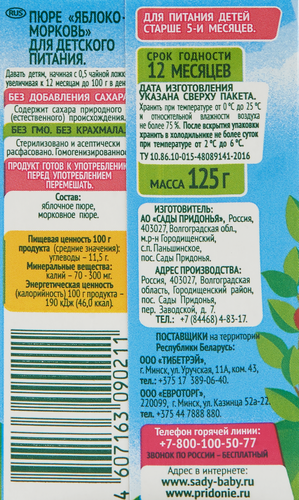 RUS
ПЮРЕ «ЯБЛОКО-
МОРКОВЬ»
ДЛЯ ДЕТСКОГО
ПИТАНИЯ.
Давать детям, начиная с 0,5 чайной ложки
увеличивая к 12 месяцам до 100 г в день
БЕЗ ДОБАВЛЕНИЯ САХАРА
Содержит сахара природного
(естественного) происхождения.
БЕЗ ГМО. БЕЗ КРАХМАЛА.
Стерилизовано и асептически
расфасовано. Гомогенизированное
ПРОДУКТ ГОТОВ К УПОТРЕБЛЕНИЮ
ПЕРЕД УПОТРЕБЛЕНИЕМ
ПЕРЕМЕШАТЬ.
Состав:
яблочное пюре,
морковное пюре.
Пищевая ценность 100 г
продукта (средние значения):
углеводы – 11,5 г.
Минеральные вещества:
калий – 70 - 300 мг.
Энергетическая ценность
(калорийность) 100 г продукта –
190 кДж (46,0 ккал).
4607163090211
ДЛЯ ПИТАНИЯ ДЕТЕЙ
СТАРШЕ 5-И МЕСЯЦЕВ.
СРОК ГОДНОСТИ
12 МЕСЯЦЕВ
ДАТА ИЗГОТОВЛЕНИЯ
УКАЗАНА СВЕРХУ ПАКЕТА.
Хранить при температуре от 0 °С до 25 °С
и относительной влажности воздуха
не более 75 %. После вскрытия упаковку
хранить в холодильнике не более суток
при температуре от 2 °С до 6 °С.
ТУ 10.86.10-015-48089141-2016
МАССА 125 г
ИЗГОТОВИТЕЛЬ:
АО «САДЫ ПРИДОНЬЯ», Россия,
403027, Волгоградская обл.,
м.р-н Городищенский,
с.п. Паньшинское,
пос. Сады Придонья.
АДРЕС ПРОИЗВОДСТВА:
Россия, 403027, Волгоградская
область, Городищенский район,
пос. Сады Придонья,
пер. Заводской, д. 7.
Тел.: +7 (84468) 4-83-17.
ПОСТАВЩИКИ на территории
Республики Беларусь:
ООО «ТИБЕТРЭЙ»,
г. Минск, ул. Уручская, 11А, ком. 43,
тел.: +375 17 389-06-40.
ООО «ЕВРОТОРГ»,
220099, г. Минск, ул. Казинца 52а-22.
тел.: +375 44 7888 880.
Телефон горячей линии:
+7-800-100-50-77
ЗВОНОК ПО РОССИИ – БЕСПЛАТНЫЙ
Адрес в интернете:
www.sady-baby.ru
www.pridonie.ru